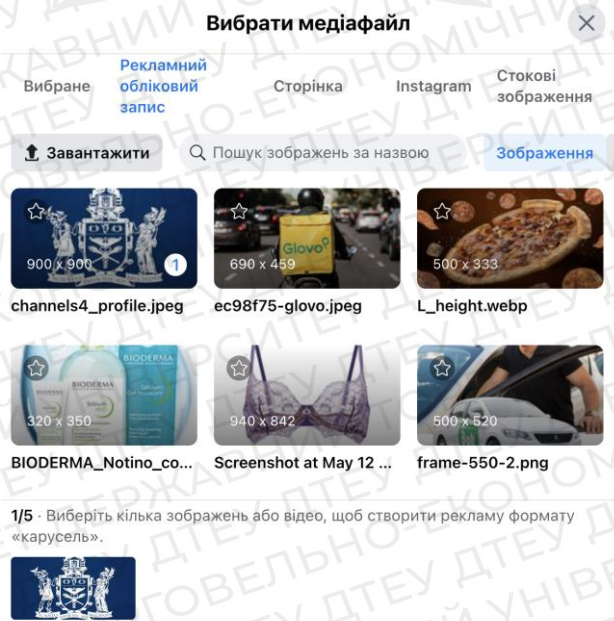 Вибрати медіафайл
Вибране
Рекламний
обліковий
запис
Сторінка
Instagram
Стокові
зображення
Завантажити
Пошук зображень за назвою
Зображення
900 x 900
1
690 x 459
Glovo
500 x 333
channels4_profile.jpeg
ec98f75-glovo.jpeg
L_height.webp
BIODERMA
BIODERMA
320 x 350
940 x 842
500 x 520
BIODERMA_Notino_co...
Screenshot at May 12 ...
frame-550-2.png
1/5 · Виберіть кілька зображень або відео, щоб створити рекламу формату
«карусель».